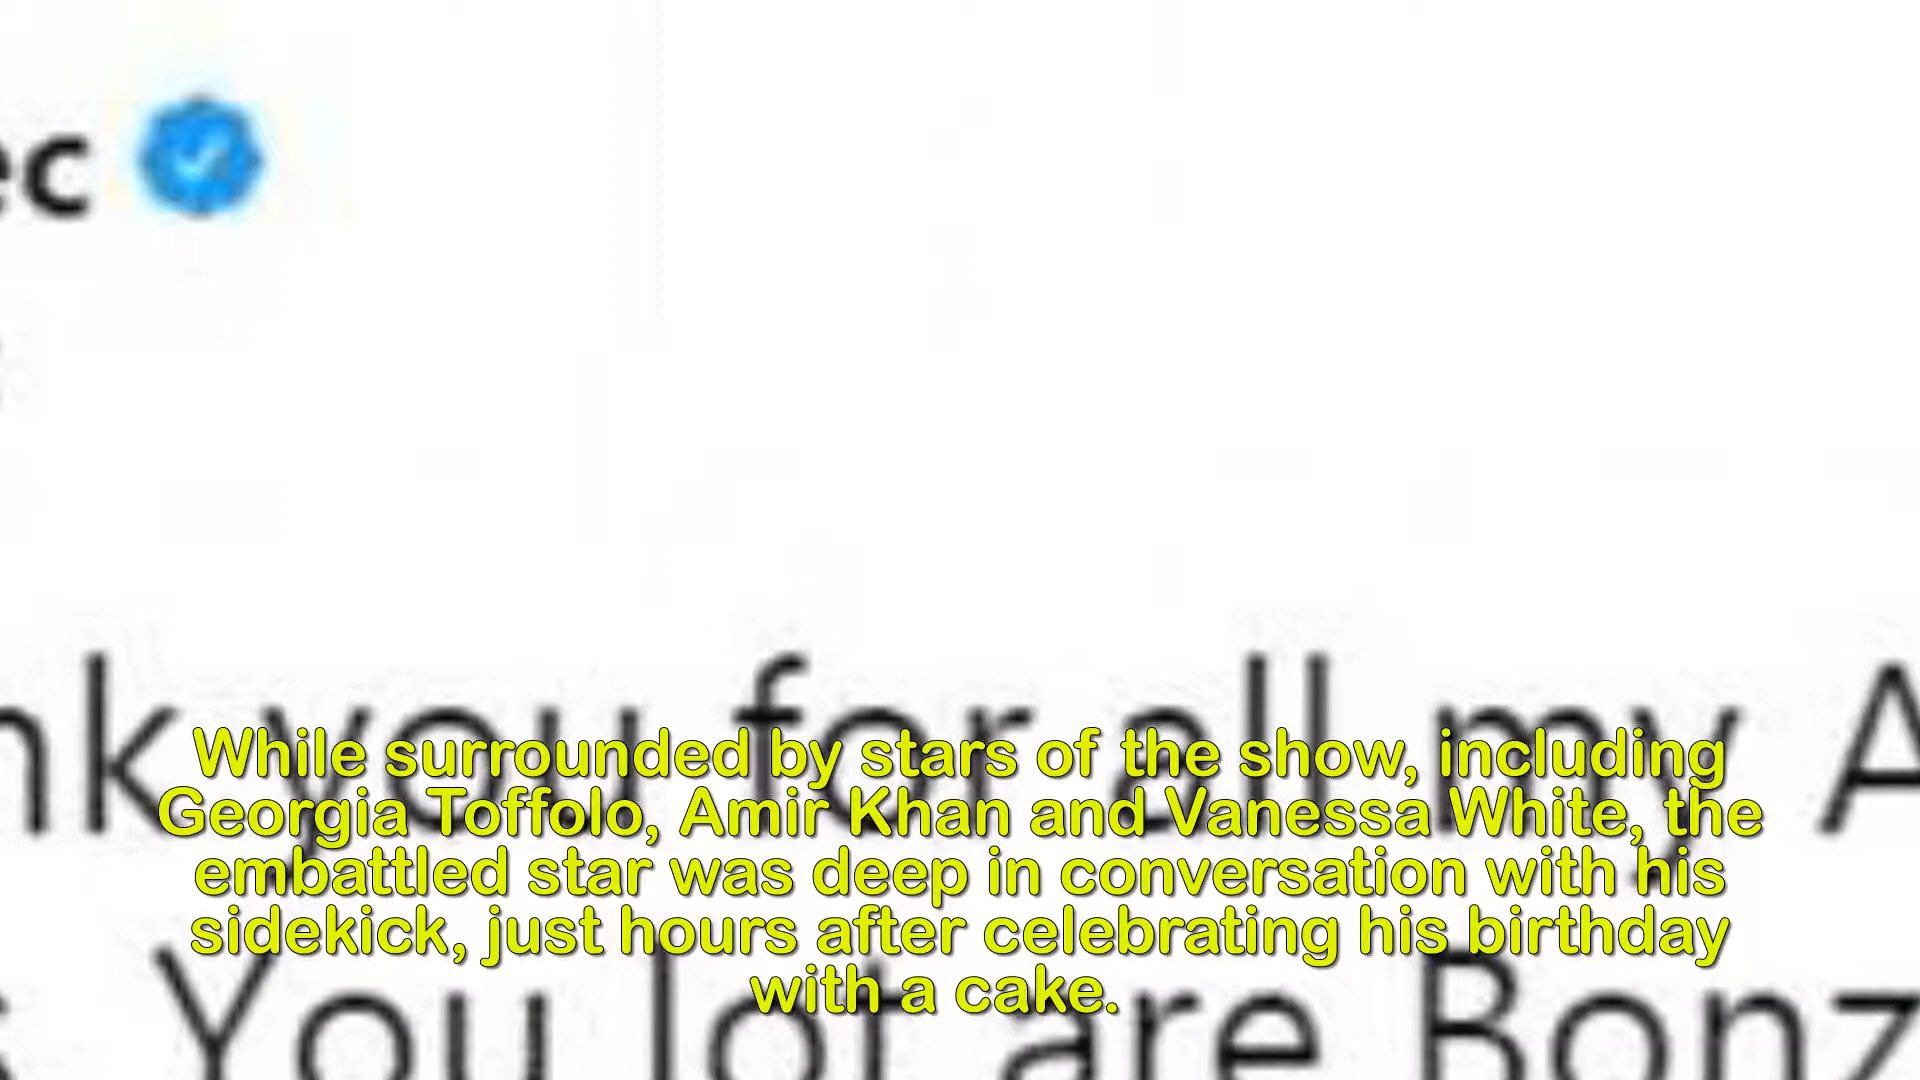 ec
nk you for all my A
While surrounded by stars of the show, including
Georgia Toffolo, Amir Khan and Vanessa White, the
embattled star was deep in conversation with his
sidekick, just hours after celebrating his birthday
with a cake.
s. You lot are Bonz